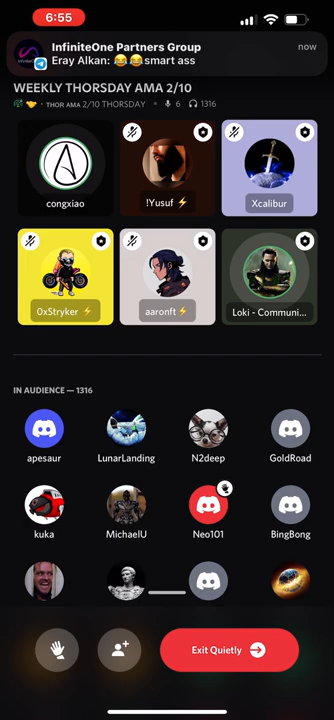 6:55
InfiniteOne Partners Group
now
Eray Alkan: 😂😂smart ass
WEEKLY THORSDAY AMA 2/10
THOR AMA 2/10 THORSDAY • 6 1316
congxiao
!Yusuf ⚡
Xcalibur
0xStryker ⚡
aaronft ⚡
Loki - Communi...
IN AUDIENCE — 1316
apesaur
LunarLanding
N2deep
GoldRoad
kuka
MichaelU
Neo101
BingBong
Exit Quietly